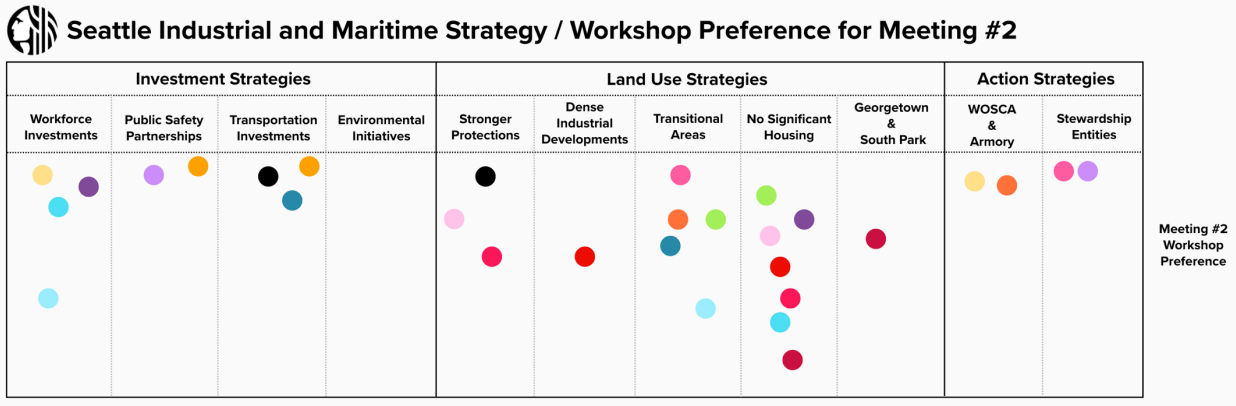 Seattle Industrial and Maritime Strategy / Workshop Preference for Meeting #2
Investment Strategies
Land Use Strategies
Action Strategies
Workforce
Investments
Public Safety
Partnerships
Transportation
Investments
Environmental
Initiatives
Stronger
Protections
Dense
Industrial
Developments
Transitional
Areas
No Significant
Housing
Georgetown
&
South Park
WOSCA
&
Armory
Stewardship
Entities
Meeting #2
Workshop
Preference